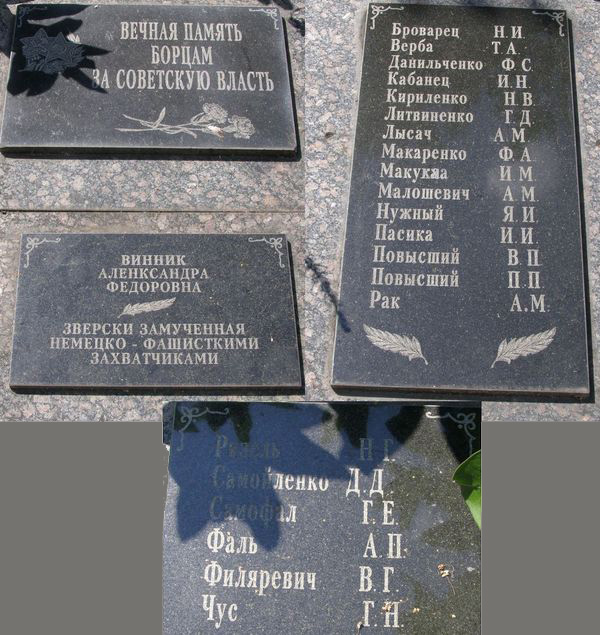 ВЕЧНАЯ ПАМЯТЬ
БОРЦАМ
ЗА СОВЕТСКУЮ ВЛАСТЬ
ВИННИК
АЛЕНКСАНДРА
ФЕДОРОВНА
ЗВЕРСКИ ЗАМУЧЕННАЯ
НЕМЕЦКО - ФАШИСТКИМИ
ЗАХВАТЧИКАМИ
Броварец Н.И.
Верба Т.А.
Данильченко Ф.С.
Кабанец И.Н.
Кириленко Н.В.
Литвиненко Г.Д.
Лысач А.М.
Макаренко Ф.А.
Макукла И.М.
Малошевич А.М.
Нужный Я.И.
Пасика И.И.
Повысший В.П.
Повысший П.П.
Рак А.М.
Н.Г.
Самойленко Д.Д.
Самофал Г.Е.
Фаль А.П.
Филяревич В.Г.
Чус Г.Н.